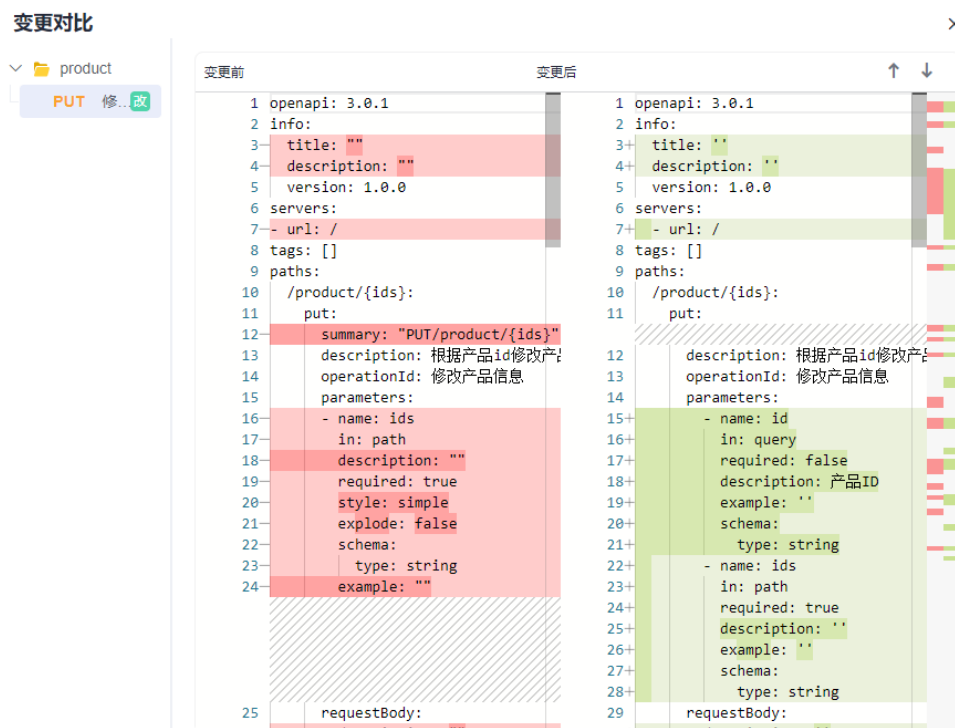 变更对比
product
PUT 修... 改
变更前
变更后
1 openapi: 3.0.1
2 info:
3- title: ""
4- description: ""
5 version: 1.0.0
6 servers:
7- - url: /
8 tags: []
9 paths:
10 /product/{ids}:
11 put:
12- summary: "PUT/product/{ids}"
13 description: 根据产品id修改产品
14 operationId: 修改产品信息
15 parameters:
16- - name: ids
17- in: path
18- description: ""
19- required: true
20- style: simple
21- explode: false
22- schema:
23- type: string
24- example: ""
25 requestBody:
1 openapi: 3.0.1
2 info:
3+ title: ''
4+ description: ''
5 version: 1.0.0
6 servers:
7+ - url: /
8 tags: []
9 paths:
10 /product/{ids}:
11 put:
12 description: 根据产品id修改产品
13 operationId: 修改产品信息
14 parameters:
15+ - name: id
16+ in: query
17+ required: false
18+ description: 产品ID
19+ example: ''
20+ schema:
21+ type: string
22+ - name: ids
23+ in: path
24+ required: true
25+ description: ''
26+ example: ''
27+ schema:
28+ type: string
29 requestBody: